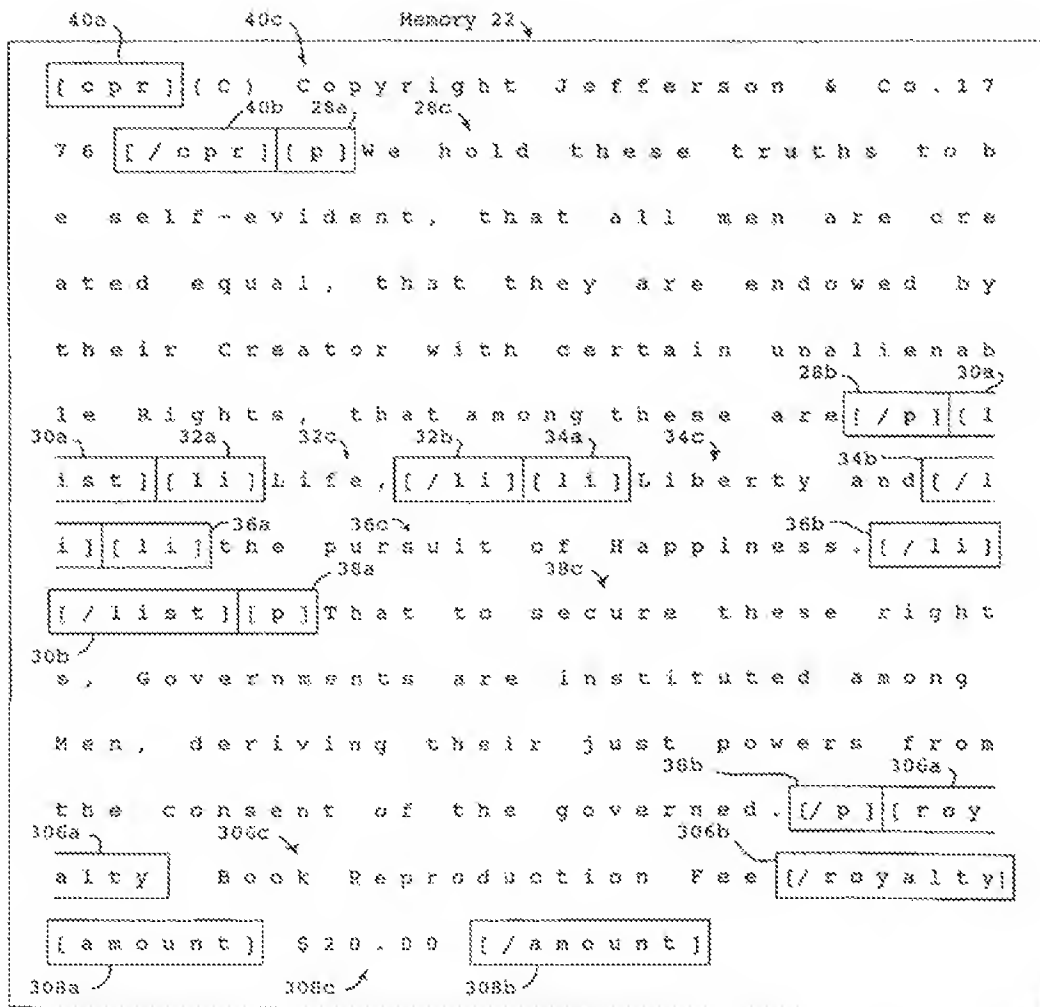 40a 40c Memory 22
[cpr](C) Copyright Jefferson & Co.17
40b 28a 28c
76 [/cpr][p]We hold these truths to b
e self-evident, that all men are cre
ated equal, that they are endowed by
their Creator with certain unalienab
28b 30a
le Rights, that among these are[/p][l
30a 32a 32c 32b 34a 34c
34b
ist][li]Life,[/li][li]Liberty and[/l
36a 36c 36b
i][li]the pursuit of Happiness.[/li]
38a 38c
[/list][p]That to secure these right
30b
s, Governments are instituted among
Men, deriving their just powers from
38b 306a
the consent of the governed.[/p][roy
306a 306c 306b
alty Book Reproduction Fee [/royalty]
[amount] $20.00 [/amount]
308a 308c 308b